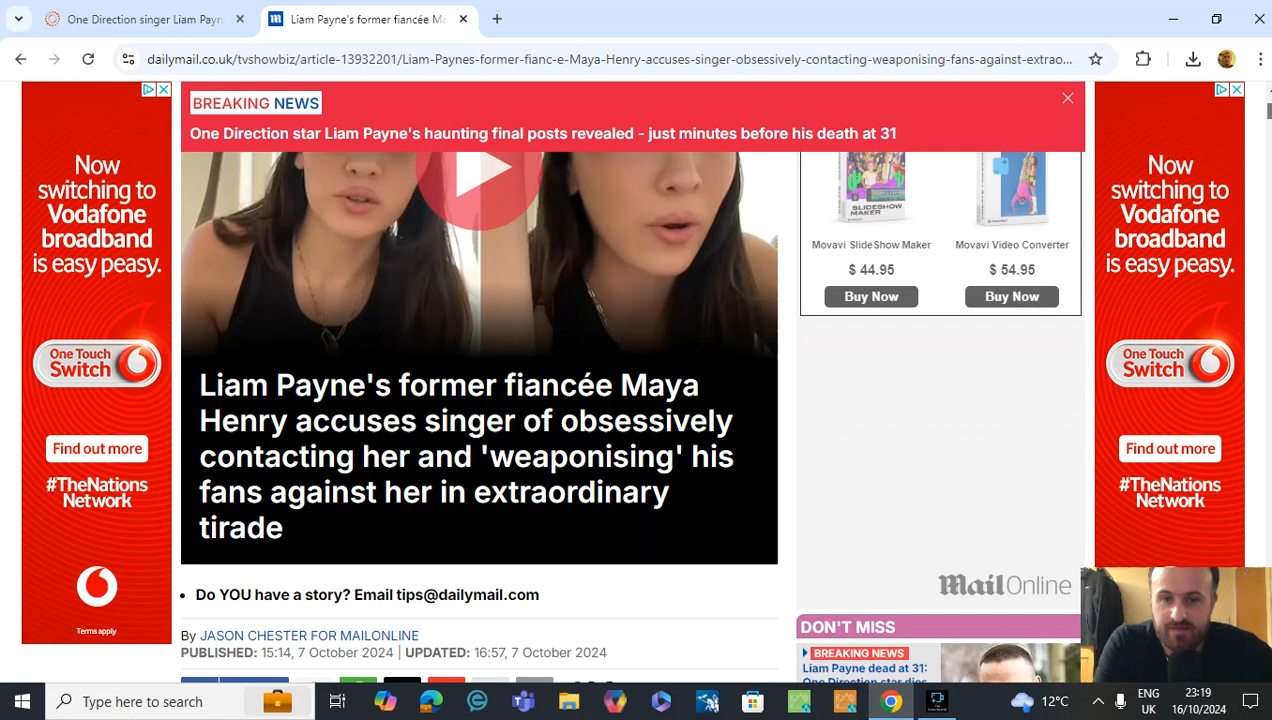 One Direction singer Liam Payn
Liam Payne's former fiancée Ma
dailymail.co.uk/tvshowbiz/article-13932201/Liam-Paynes-former-fianc-e-Maya-Henry-accuses-singer-obsessively-contacting-weaponising-fans-against-extrao...
BREAKING NEWS
One Direction star Liam Payne's haunting final posts revealed - just minutes before his death at 31
Now
switching to
Vodafone
broadband
is easy peasy.
One Touch
Switch
Find out more
#TheNations
Network
Terms apply
SLIDESHOW
MAKER
Movavi SlideShow Maker
$ 44.95
Buy Now
Movavi Video Converter
$ 54.95
Buy Now
Now
switching to
Vodafone
broadband
is easy peasy.
One Touch
Switch
Find out more
#TheNations
Network
Liam Payne's former fiancée Maya
Henry accuses singer of obsessively
contacting her and 'weaponising' his
fans against her in extraordinary
tirade
Mail Online
• Do YOU have a story? Email tips@dailymail.com
By JASON CHESTER FOR MAILONLINE
PUBLISHED: 15:14, 7 October 2024 | UPDATED: 16:57, 7 October 2024
DON'T MISS
BREAKING NEWS
Liam Payne dead at 31:
One Direction star dies
Type here to search
12°C
ENG
UK
23:19
16/10/2024